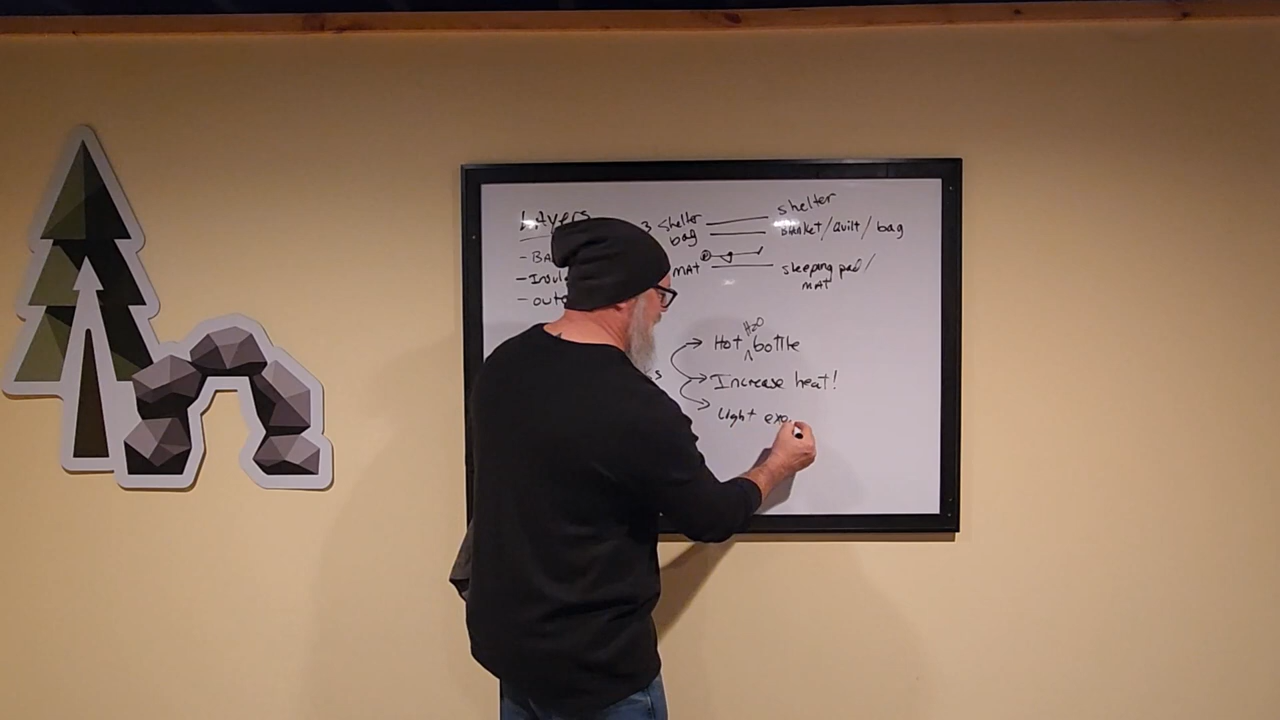 Layers
- BA
- Insul
- oute
3 shelter
bag
MAT
shelter
Blanket/Quilt/bag
sleeping pad/
MAT
H2O
Hot bottle
Increase heat!
Light exe